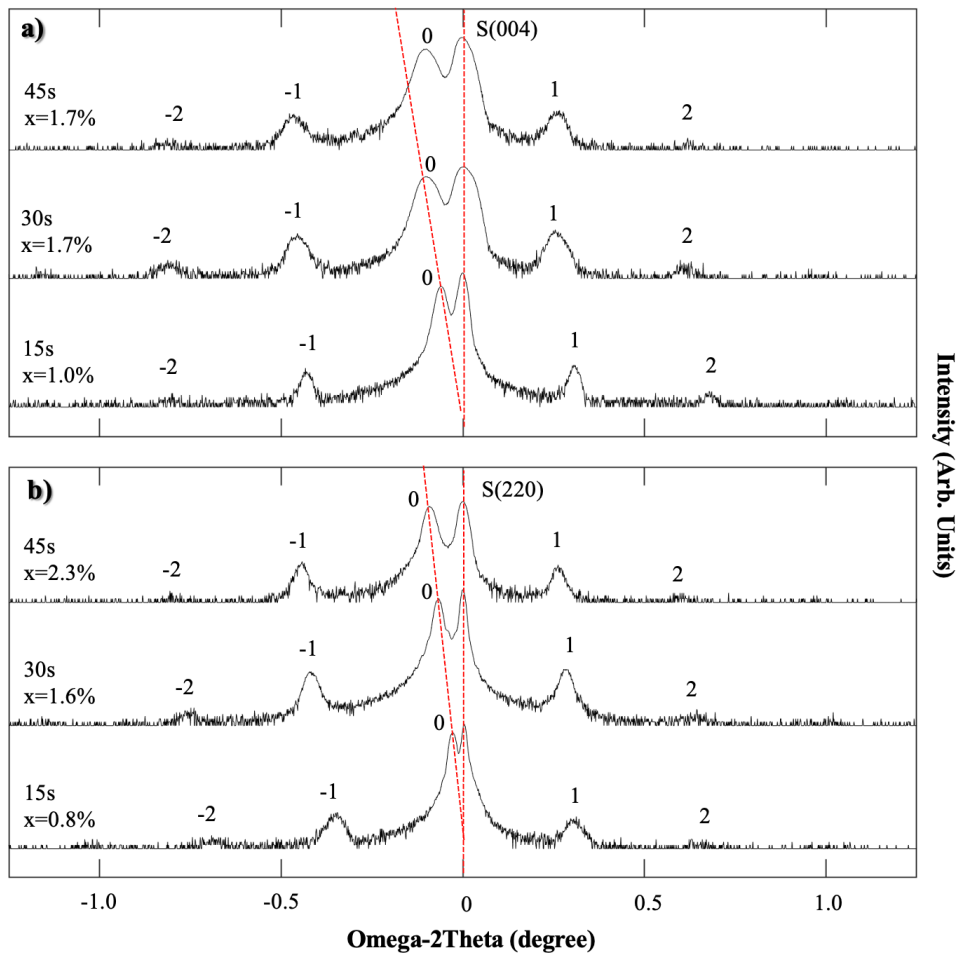 a)
S(004)
0
45s
x=1.7%
-2
-1
1
2
0
30s
x=1.7%
-2
-1
1
2
0
15s
x=1.0%
-2
-1
1
2
b)
S(220)
0
45s
x=2.3%
-2
-1
1
2
0
30s
x=1.6%
-2
-1
1
2
0
15s
x=0.8%
-2
-1
1
2
-1.0
-0.5
0
0.5
1.0
Omega-2Theta (degree)
Intensity (Arb. Units)